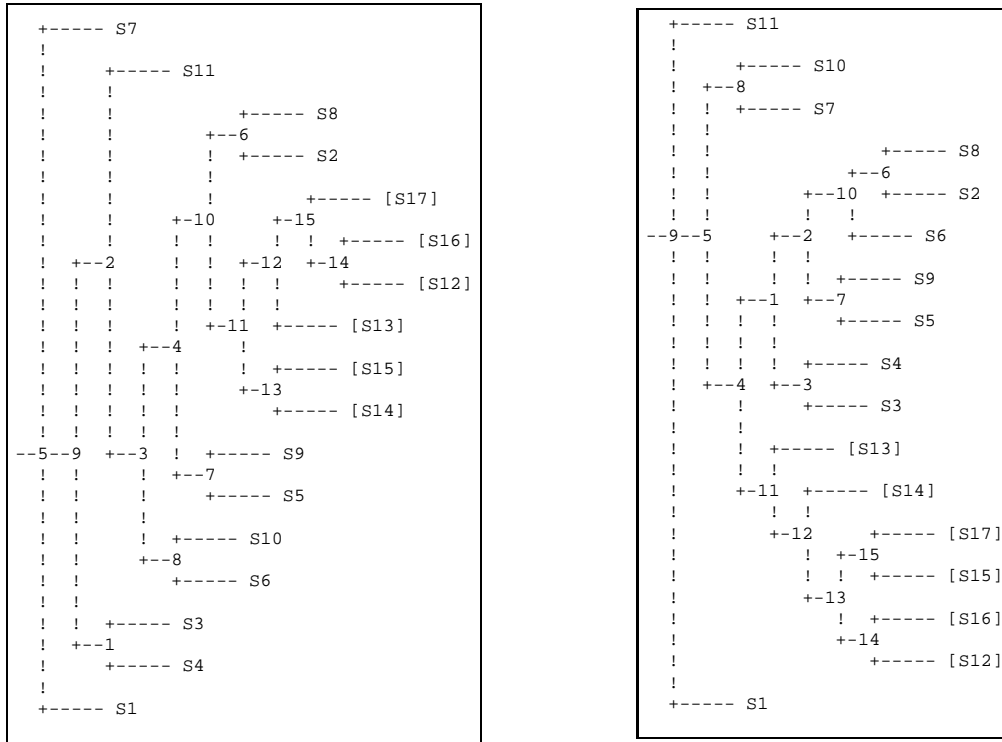 +----- S7
   !
   !       +----- S11
   !       !
   !       !               +----- S8
   !       !           +--6
   !       !           !   +----- S2
   !       !           !
   !       !           !           +----- [S17]
   !       !       +-10        +-15
   !       !       !   !       !   !   +----- [S16]
   !   +--2        !   !   +-12    +-14
   !   !   !       !   !   !   !       +----- [S12]
   !   !   !       !   !   !   !
   !   !   !       !   +-11    +----- [S13]
   !   !   !   +--4        !
   !   !   !   !   !       !   +----- [S15]
   !   !   !   !   !       +-13
   !   !   !   !   !           +----- [S14]
   !   !   !   !   !
--5--9   +--3   !   +----- S9
   !   !       !   +--7
   !   !       !       +----- S5
   !   !       !
   !   !       !   +----- S10
   !   !       +--8
   !   !           +----- S6
   !   !
   !   !   +----- S3
   !   +--1
   !       +----- S4
   !
   +----- S1
   +----- S11
   !
   !       +----- S10
   !   +--8
   !   !   +----- S7
   !   !
   !   !                   +----- S8
   !   !               +--6
   !   !           +--10   +----- S2
   !   !           !   !
--9--5       +--2   +----- S6
   !   !       !   !
   !   !       !   !   +----- S9
   !   !   +--1    +--7
   !   !   !   !       +----- S5
   !   !   !   !
   !   !   !   !   +----- S4
   !   +--4    +--3
   !       !       +----- S3
   !       !
   !       !   +----- [S13]
   !       !   !
   !       +-11    +----- [S14]
   !           !   !
   !           +-12        +----- [S17]
   !               !   +-15
   !               !   !   +----- [S15]
   !               +-13
   !                   !   +----- [S16]
   !                   +-14
   !                       +----- [S12]
   !
   +----- S1